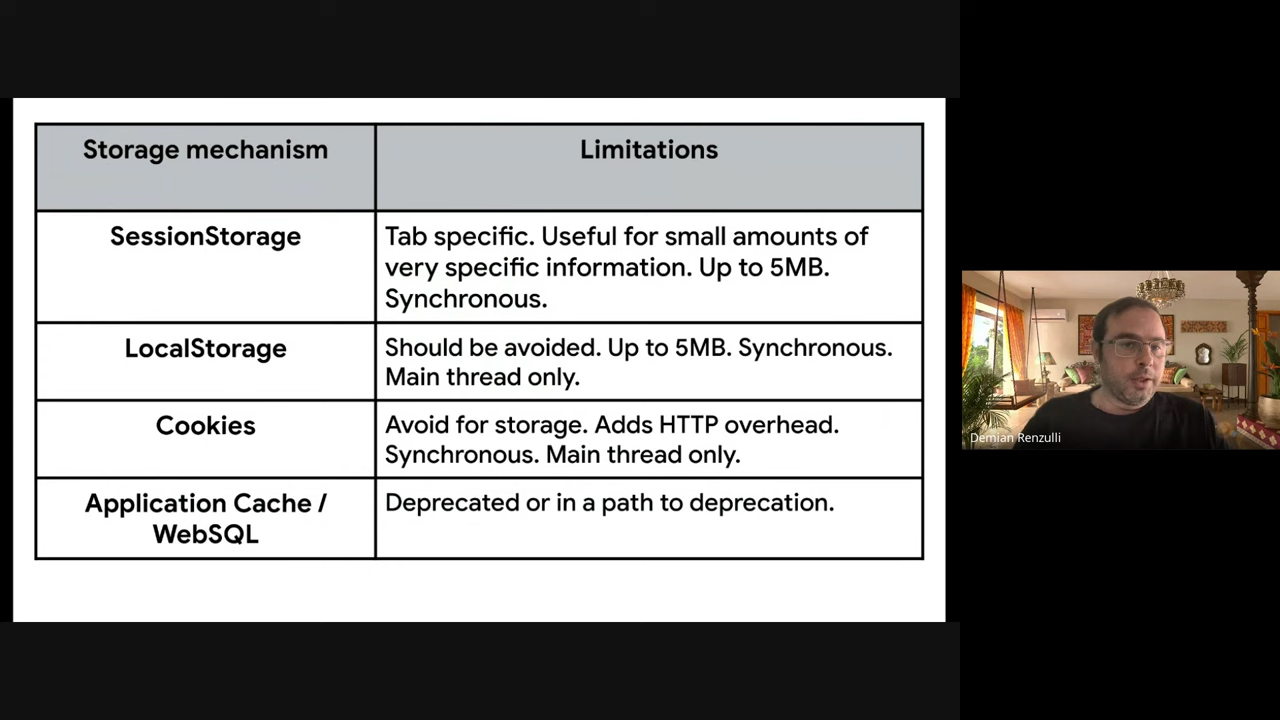 Storage mechanism
Limitations
SessionStorage
Tab specific. Useful for small amounts of
very specific information. Up to 5MB.
Synchronous.
LocalStorage
Should be avoided. Up to 5MB. Synchronous.
Main thread only.
Cookies
Avoid for storage. Adds HTTP overhead.
Synchronous. Main thread only.
Application Cache /
WebSQL
Deprecated or in a path to deprecation.
Demian Renzulli